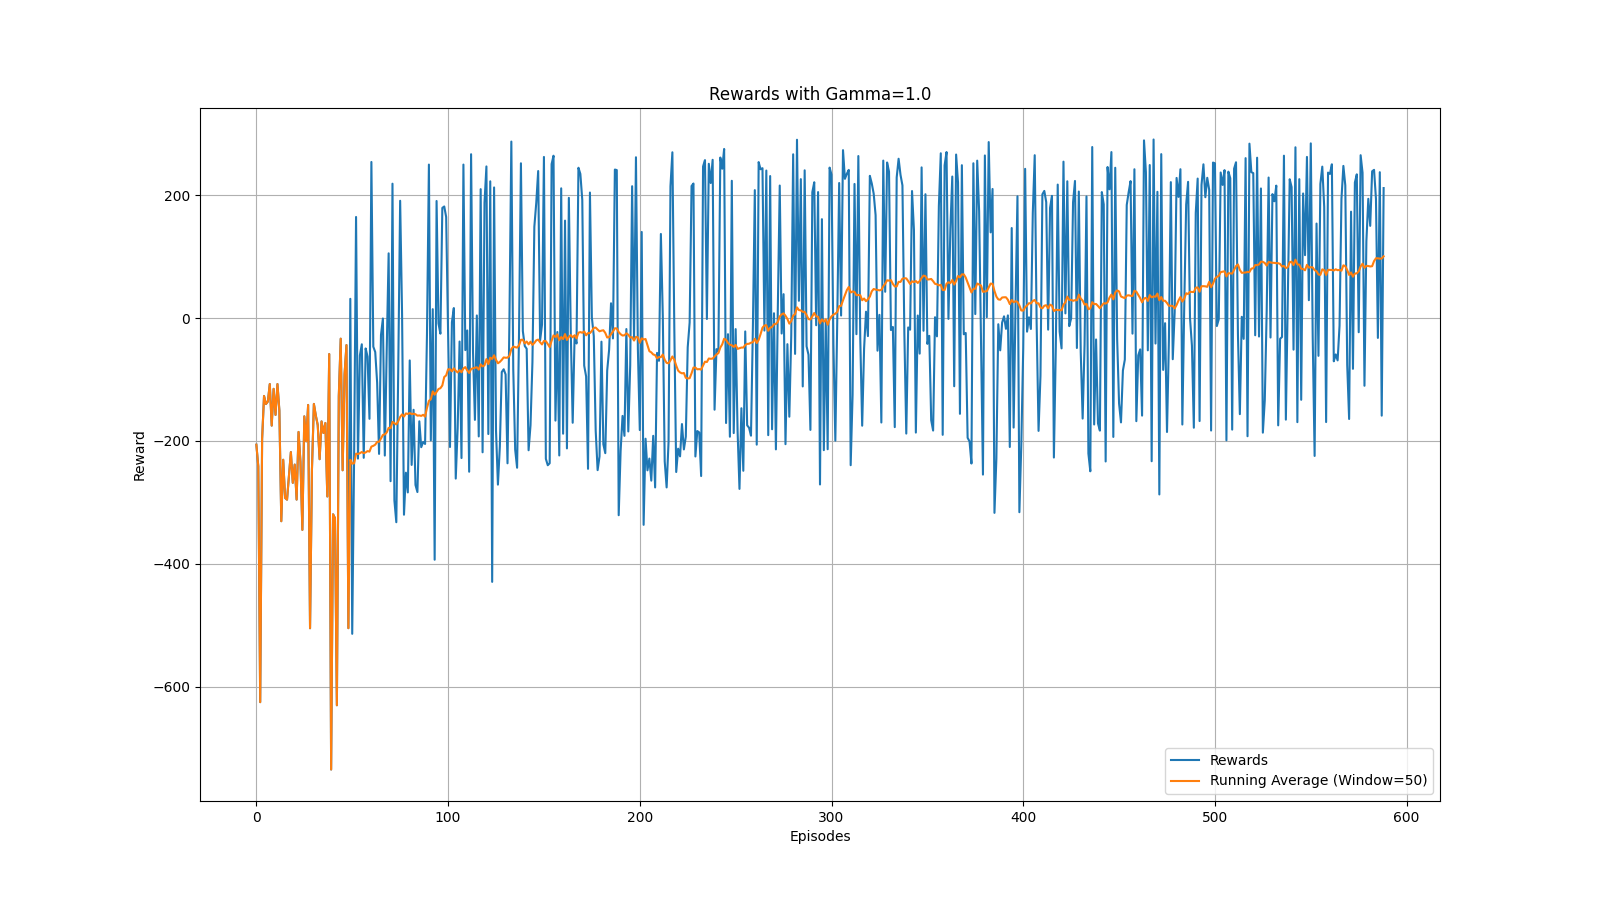 Rewards with Gamma=1.0
Reward
200
0
−200
−400
−600
0
100
200
300
400
500
600
Episodes
Rewards
Running Average (Window=50)